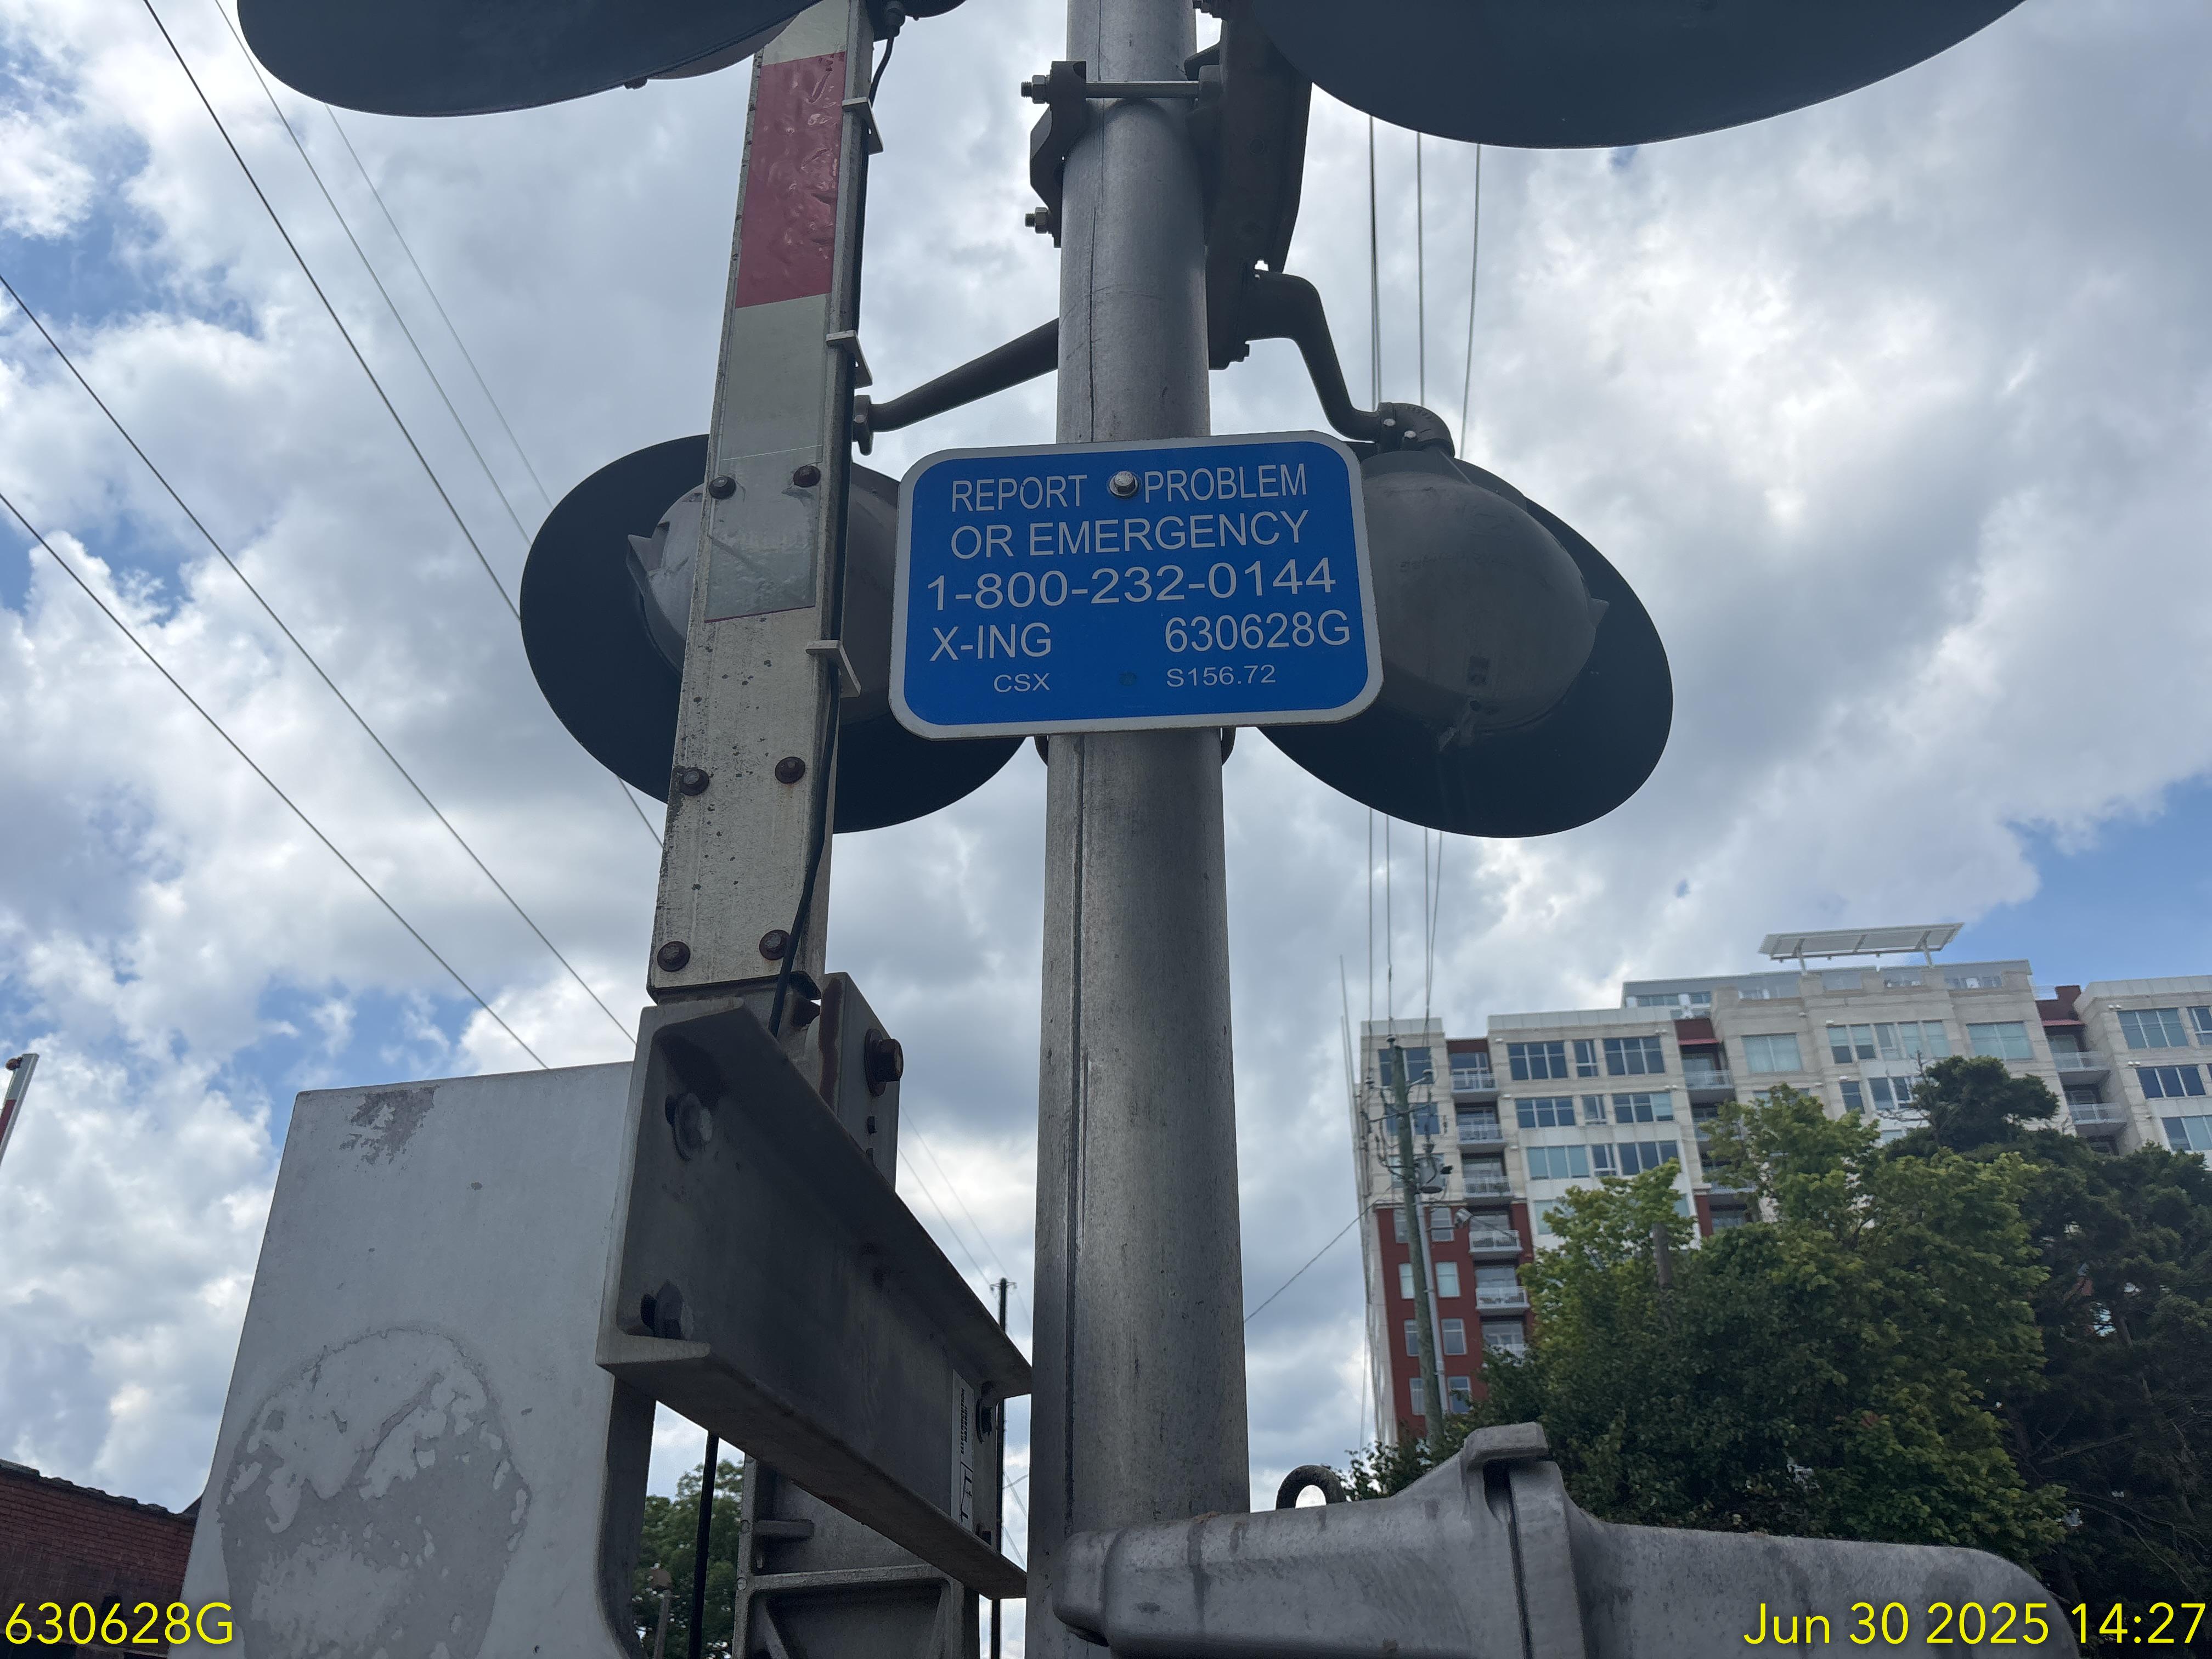 REPORT PROBLEM
OR EMERGENCY
1-800-232-0144
X-ING 630628G
CSX S156.72
630628G
Jun 30 2025 14:27